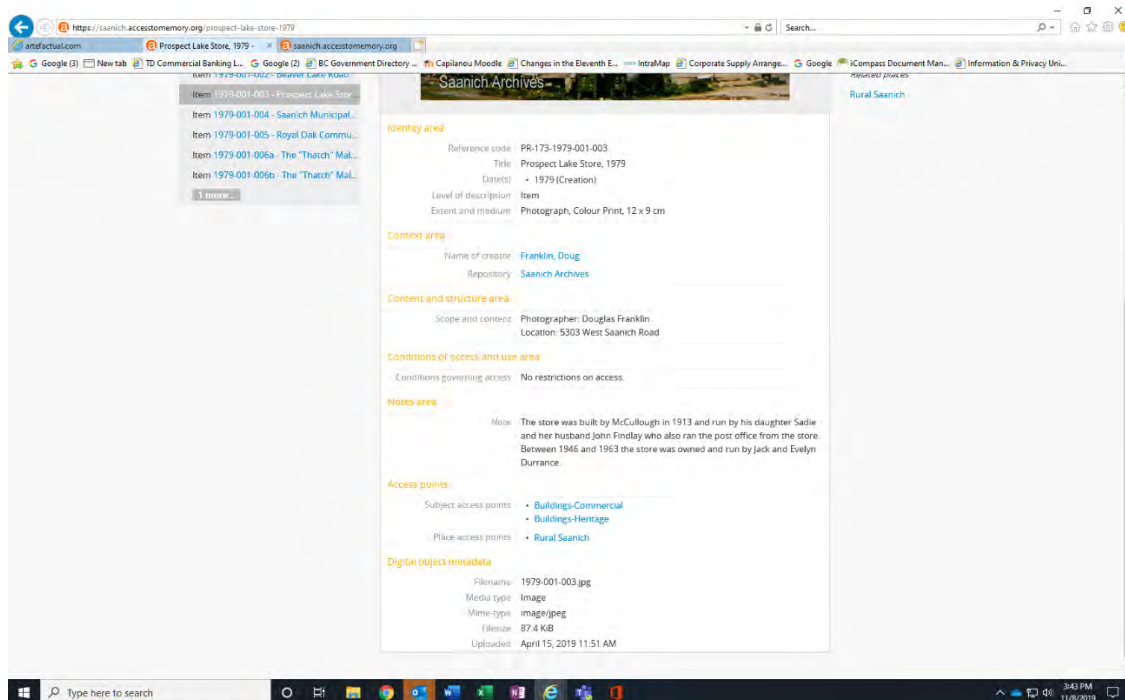 https://saanich.accesstomemory.org/prospect-lake-store-1979
Search...
artefactual.com
Prospect Lake Store, 1979 -
saanich.accesstomemory.org
Google (3)
New tab
TD Commercial Banking L...
Google (2)
BC Government Directory ...
Capilanou Moodle
Changes in the Eleventh E...
IntraMap
Corporate Supply Arrange...
Google
iCompass Document Man...
Information & Privacy Uni...
Item 1979-001-002 - Beaver Lake Road
Item 1979-001-003 - Prospect Lake Stor...
Item 1979-001-004 - Saanich Municipal...
Item 1979-001-005 - Royal Oak Commu...
Item 1979-001-006a - The "Thatch" Mal...
Item 1979-001-006b - The "Thatch" Mal...
1 more...
Saanich Archives
Related places
Rural Saanich
Identity area
Reference code PR-173-1979-001-003
Title Prospect Lake Store, 1979
Date(s) • 1979 (Creation)
Level of description Item
Extent and medium Photograph, Colour Print, 12 x 9 cm
Context area
Name of creator Franklin, Doug
Repository Saanich Archives
Content and structure area
Scope and content Photographer: Douglas Franklin
Location: 5303 West Saanich Road
Conditions of access and use area
Conditions governing access No restrictions on access.
Notes area
Note The store was built by McCullough in 1913 and run by his daughter Sadie
and her husband John Findlay who also ran the post office from the store.
Between 1946 and 1963 the store was owned and run by Jack and Evelyn
Durrance.
Access points
Subject access points • Buildings-Commercial
• Buildings-Heritage
Place access points • Rural Saanich
Digital object metadata
Filename 1979-001-003.jpg
Media type Image
Mime-type image/jpeg
Filesize 87.4 KiB
Uploaded April 15, 2019 11:51 AM
Type here to search
3:43 PM
11/8/2019